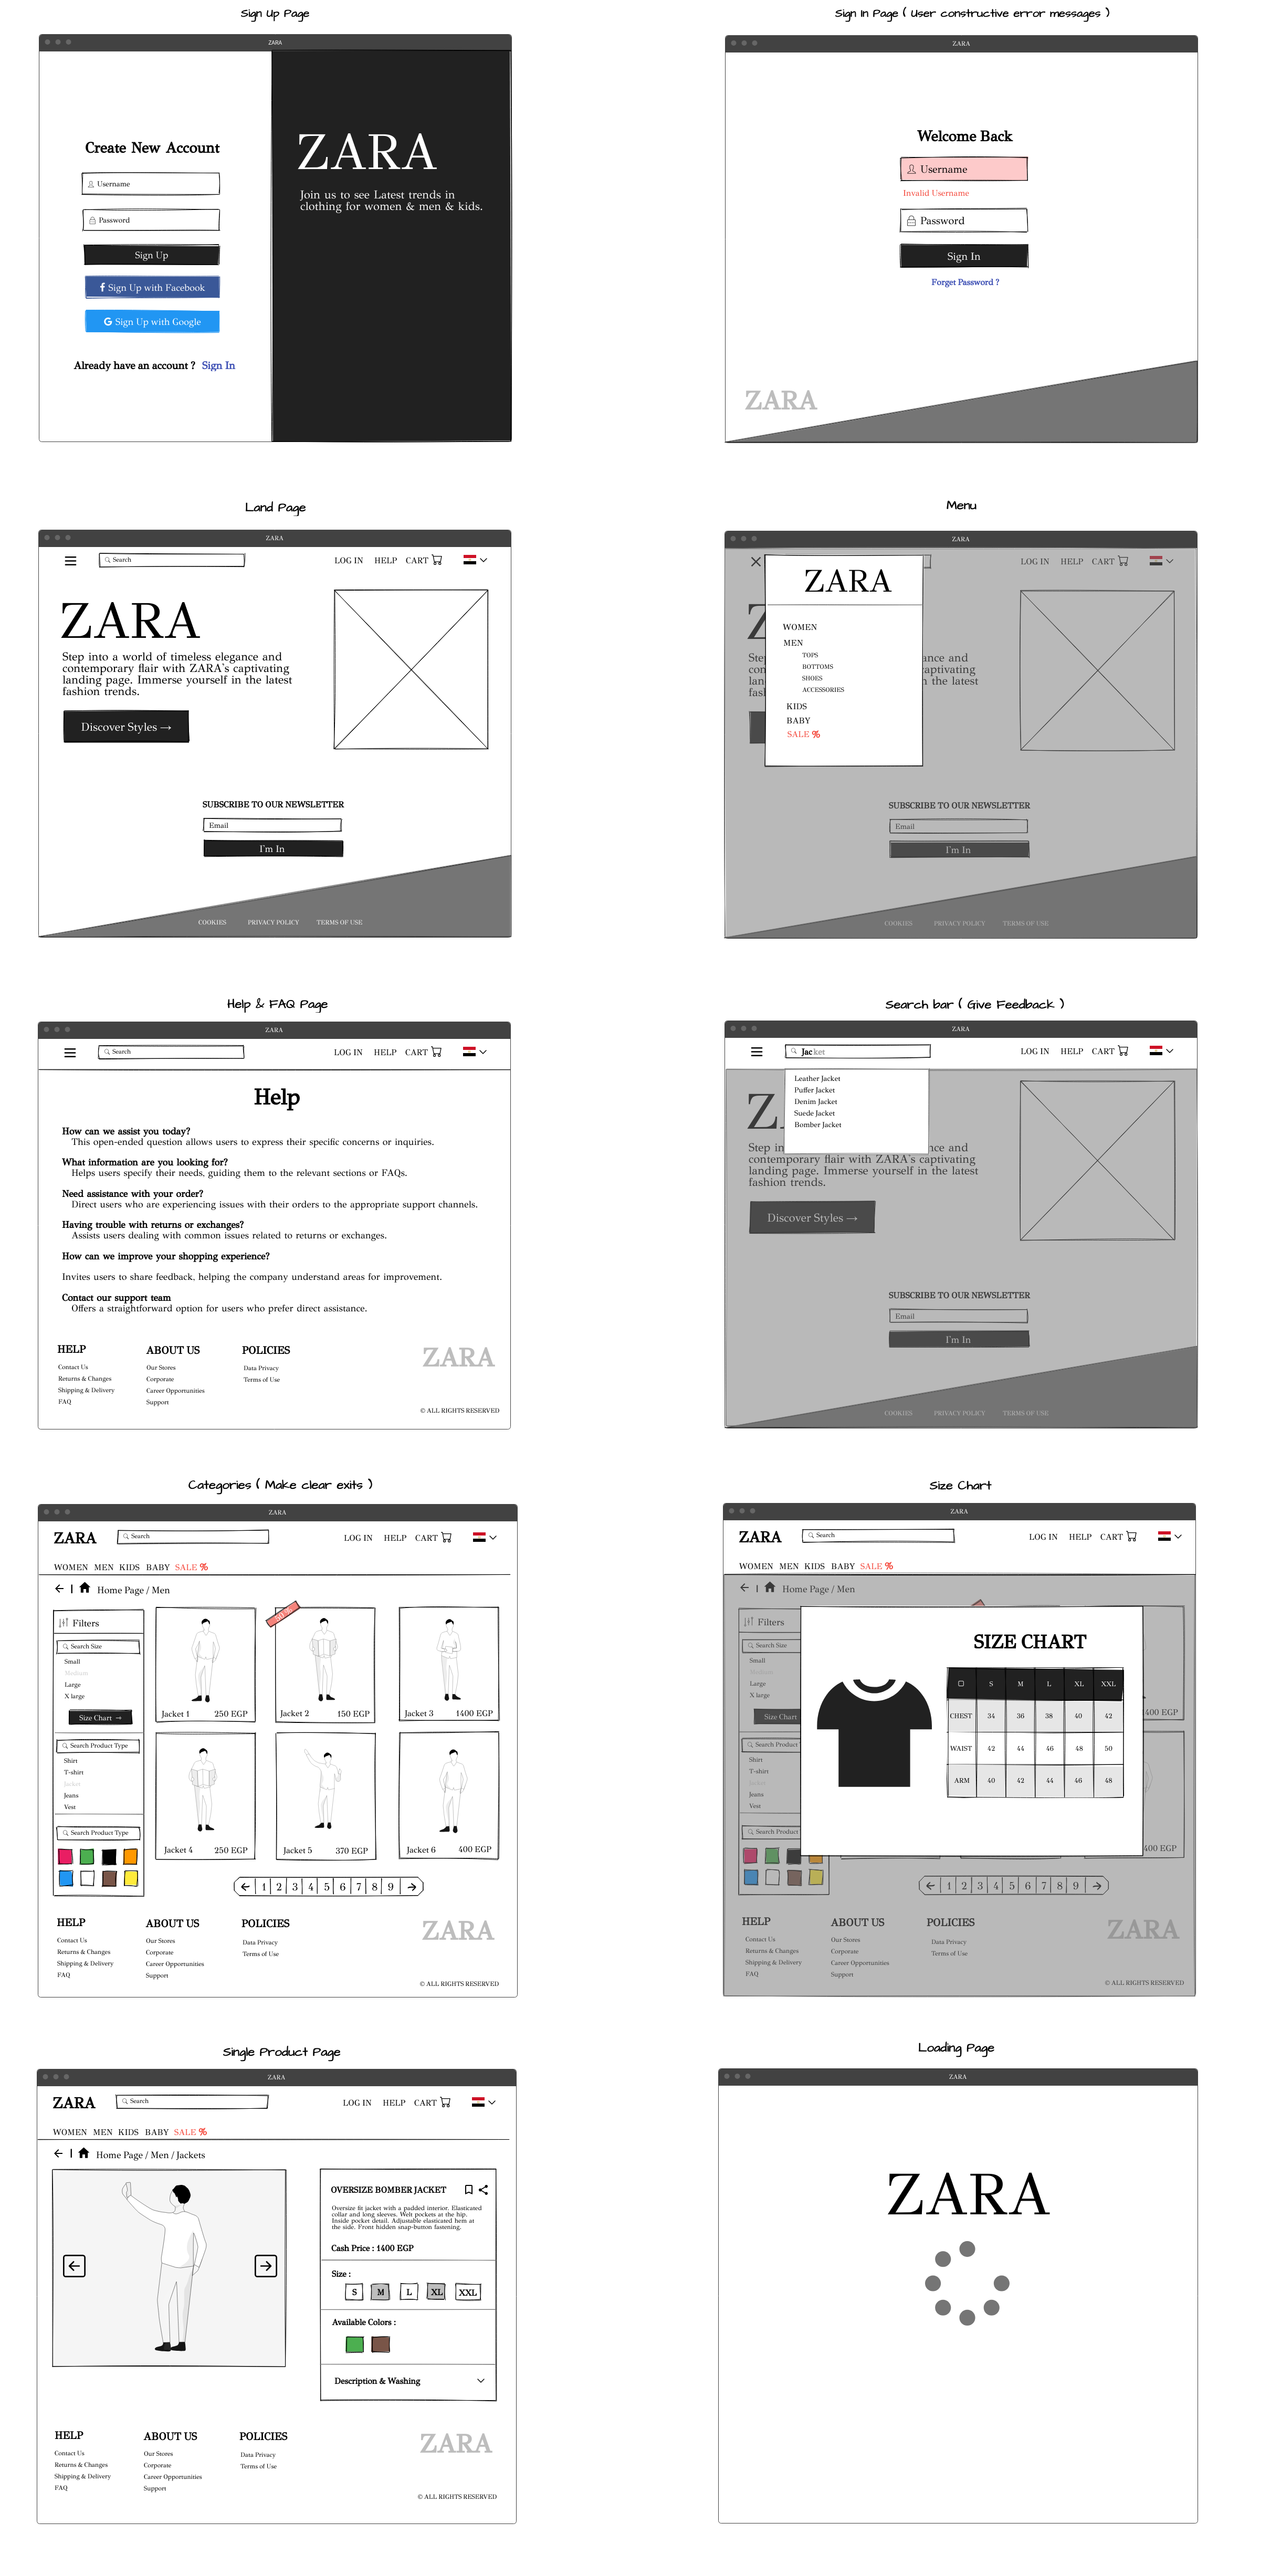 Sign Up Page
ZARA
Create New Account
Username
Password
Sign Up
Sign Up with Facebook
Sign Up with Google
Already have an account ? Sign In
ZARA
Join us to see Latest trends in
clothing for women & men & kids.
Sign In Page ( User constructive error messages )
ZARA
Welcome Back
Username
Invalid Username
Password
Sign In
Forget Password ?
ZARA
Land Page
ZARA
Search
LOG IN HELP CART
ZARA
Step into a world of timeless elegance and
contemporary flair with ZARA's captivating
landing page. Immerse yourself in the latest
fashion trends.
Discover Styles →
SUBSCRIBE TO OUR NEWSLETTER
Email
I'm In
COOKIES PRIVACY POLICY TERMS OF USE
Menu
ZARA
LOG IN HELP CART
ZARA
WOMEN
MEN
TOPS
BOTTOMS
SHOES
ACCESSORIES
KIDS
BABY
SALE %
Z
Step ance and
con captivating
lan n the latest
fas
SUBSCRIBE TO OUR NEWSLETTER
Email
I'm In
COOKIES PRIVACY POLICY TERMS OF USE
Help & FAQ Page
ZARA
Search
LOG IN HELP CART
Help
How can we assist you today?
This open-ended question allows users to express their specific concerns or inquiries.
What information are you looking for?
Helps users specify their needs, guiding them to the relevant sections or FAQs.
Need assistance with your order?
Direct users who are experiencing issues with their orders to the appropriate support channels.
Having trouble with returns or exchanges?
Assists users dealing with common issues related to returns or exchanges.
How can we improve your shopping experience?
Invites users to share feedback, helping the company understand areas for improvement.
Contact our support team
Offers a straightforward option for users who prefer direct assistance.
HELP
Contact Us
Returns & Changes
Shipping & Delivery
FAQ
ABOUT US
Our Stores
Corporate
Career Opportunities
Support
POLICIES
Data Privacy
Terms of Use
ZARA
© ALL RIGHTS RESERVED
Search bar ( Give Feedback )
ZARA
Jacket
LOG IN HELP CART
Leather Jacket
Puffer Jacket
Denim Jacket
Suede Jacket
Bomber Jacket
Z
Step in ance and
contemporary flair with ZARA's captivating
landing page. Immerse yourself in the latest
fashion trends.
Discover Styles →
SUBSCRIBE TO OUR NEWSLETTER
Email
I'm In
COOKIES PRIVACY POLICY TERMS OF USE
Categories ( Make clear exits )
ZARA
ZARA
Search
LOG IN HELP CART
WOMEN MEN KIDS BABY SALE %
Home Page / Men
Filters
Search Size
Small
Medium
Large
X large
Size Chart →
Search Product Type
Shirt
T-shirt
Jacket
Jeans
Vest
Search Product Type
Jacket 1 250 EGP
Jacket 2 150 EGP
Jacket 3 1400 EGP
Jacket 4 250 EGP
Jacket 5 370 EGP
Jacket 6 400 EGP
← 1 2 3 4 5 6 7 8 9 →
HELP
Contact Us
Returns & Changes
Shipping & Delivery
FAQ
ABOUT US
Our Stores
Corporate
Career Opportunities
Support
POLICIES
Data Privacy
Terms of Use
ZARA
© ALL RIGHTS RESERVED
Size Chart
ZARA
ZARA
Search
LOG IN HELP CART
WOMEN MEN KIDS BABY SALE %
Home Page / Men
Filters
Search Size
Small
Medium
Large
X large
Size Chart
Search Product
Shirt
T-shirt
Jacket
Jeans
Vest
Search Product
SIZE CHART
S M L XL XXL
CHEST 34 36 38 40 42
WAIST 42 44 46 48 50
ARM 40 42 44 46 48
400 EGP
400 EGP
← 1 2 3 4 5 6 7 8 9 →
HELP
Contact Us
Returns & Changes
Shipping & Delivery
FAQ
ABOUT US
Our Stores
Corporate
Career Opportunities
Support
POLICIES
Data Privacy
Terms of Use
ZARA
© ALL RIGHTS RESERVED
Single Product Page
ZARA
ZARA
Search
LOG IN HELP CART
WOMEN MEN KIDS BABY SALE %
Home Page / Men / Jackets
OVERSIZE BOMBER JACKET
Oversize fit jacket with a padded interior. Elasticated
collar and long sleeves. Welt pockets at the hip.
Inside pocket detail. Adjustable elasticated hem at
the side. Front hidden snap-button fastening.
Cash Price : 1400 EGP
Size :
S M L XL XXL
Available Colors :
Description & Washing
HELP
Contact Us
Returns & Changes
Shipping & Delivery
FAQ
ABOUT US
Our Stores
Corporate
Career Opportunities
Support
POLICIES
Data Privacy
Terms of Use
ZARA
© ALL RIGHTS RESERVED
Loading Page
ZARA
ZARA